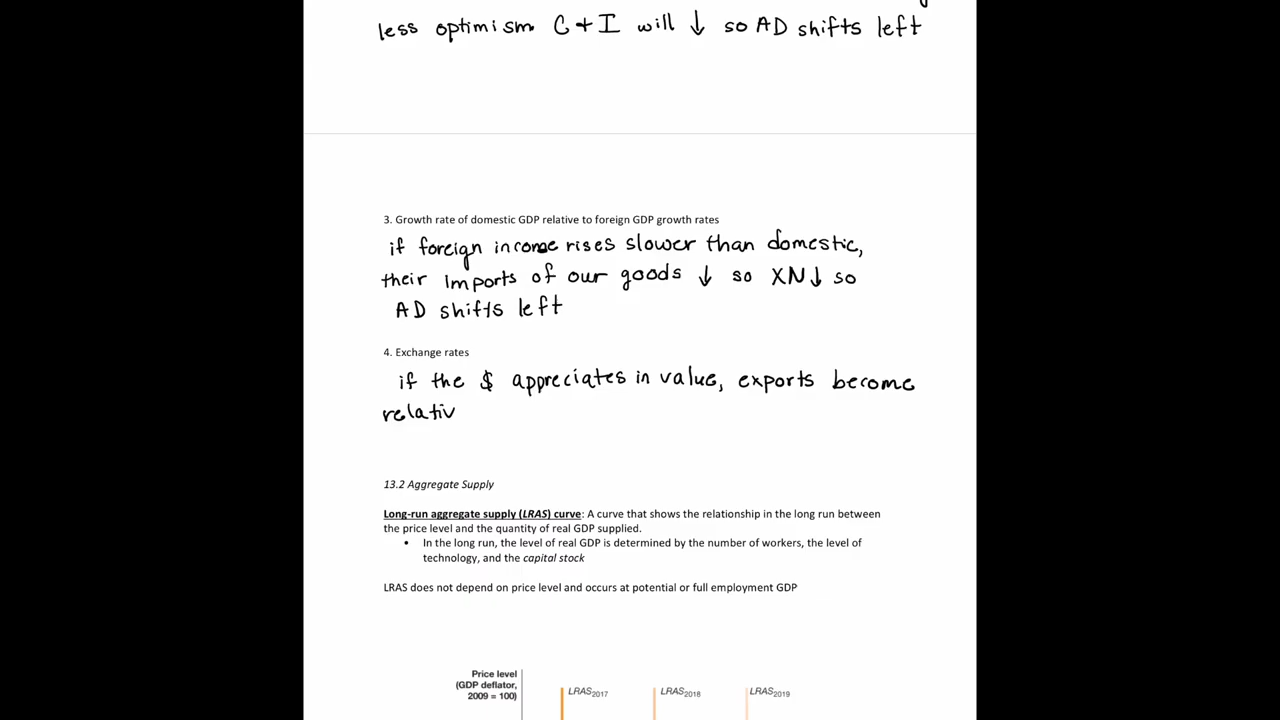 less optimism C + I will ↓ so AD shifts left
3. Growth rate of domestic GDP relative to foreign GDP growth rates
if foreign income rises slower than domestic,
their imports of our goods ↓ so XN↓ so
AD shifts left
4. Exchange rates
if the $ appreciates in value, exports become
relativ
13.2 Aggregate Supply
Long-run aggregate supply (LRAS) curve: A curve that shows the relationship in the long run between
the price level and the quantity of real GDP supplied.
• In the long run, the level of real GDP is determined by the number of workers, the level of
technology, and the capital stock
LRAS does not depend on price level and occurs at potential or full employment GDP
Price level
(GDP deflator,
2009 = 100)
LRAS2017 LRAS2018 LRAS2019